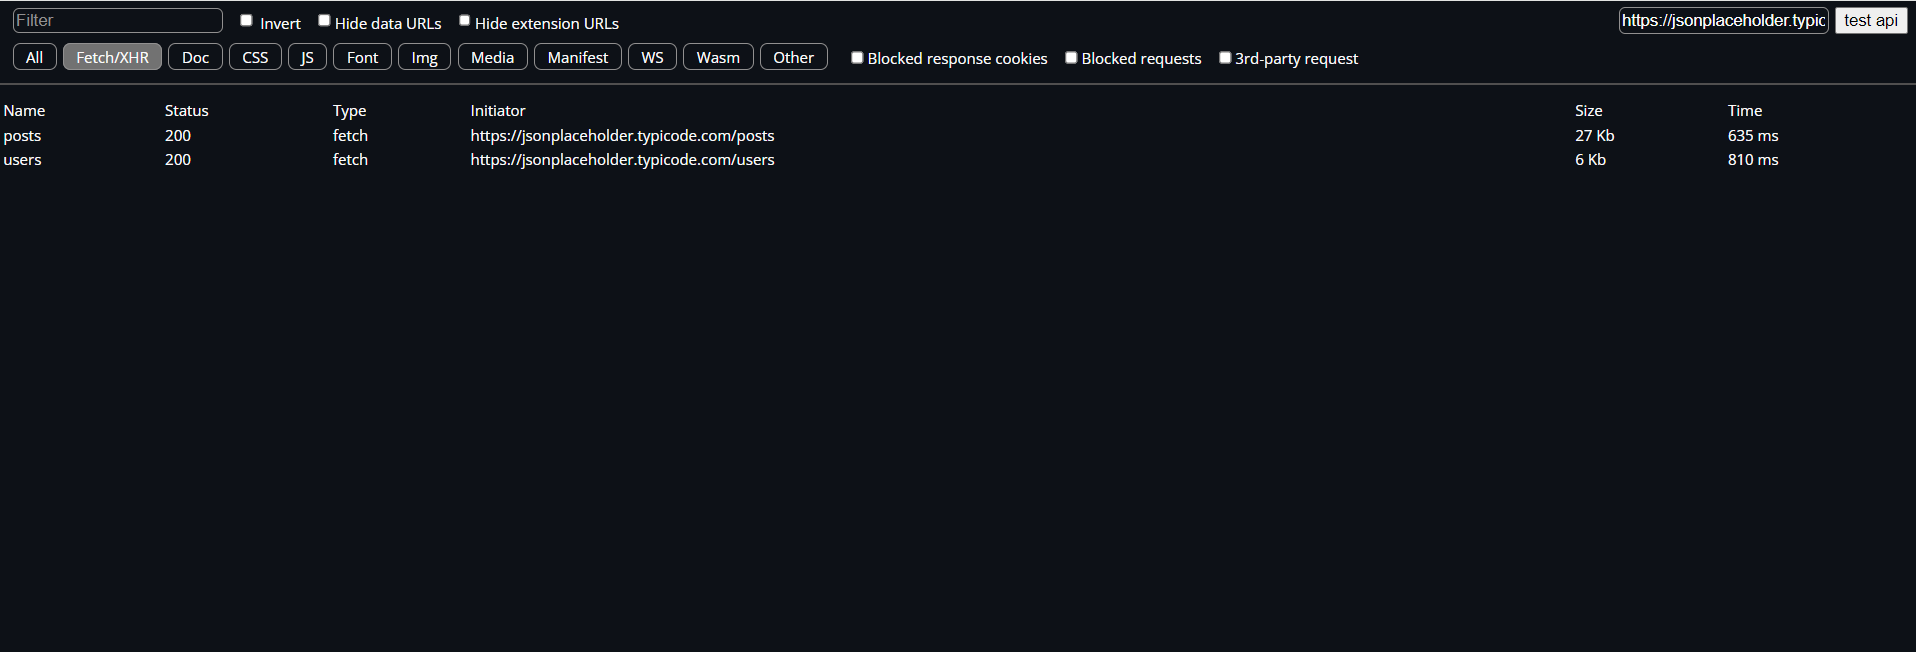 Filter Invert Hide data URLs Hide extension URLs https://jsonplaceholder.typic test api
All Fetch/XHR Doc CSS JS Font Img Media Manifest WS Wasm Other Blocked response cookies Blocked requests 3rd-party request
Name Status Type Initiator Size Time
posts 200 fetch https://jsonplaceholder.typicode.com/posts 27 Kb 635 ms
users 200 fetch https://jsonplaceholder.typicode.com/users 6 Kb 810 ms